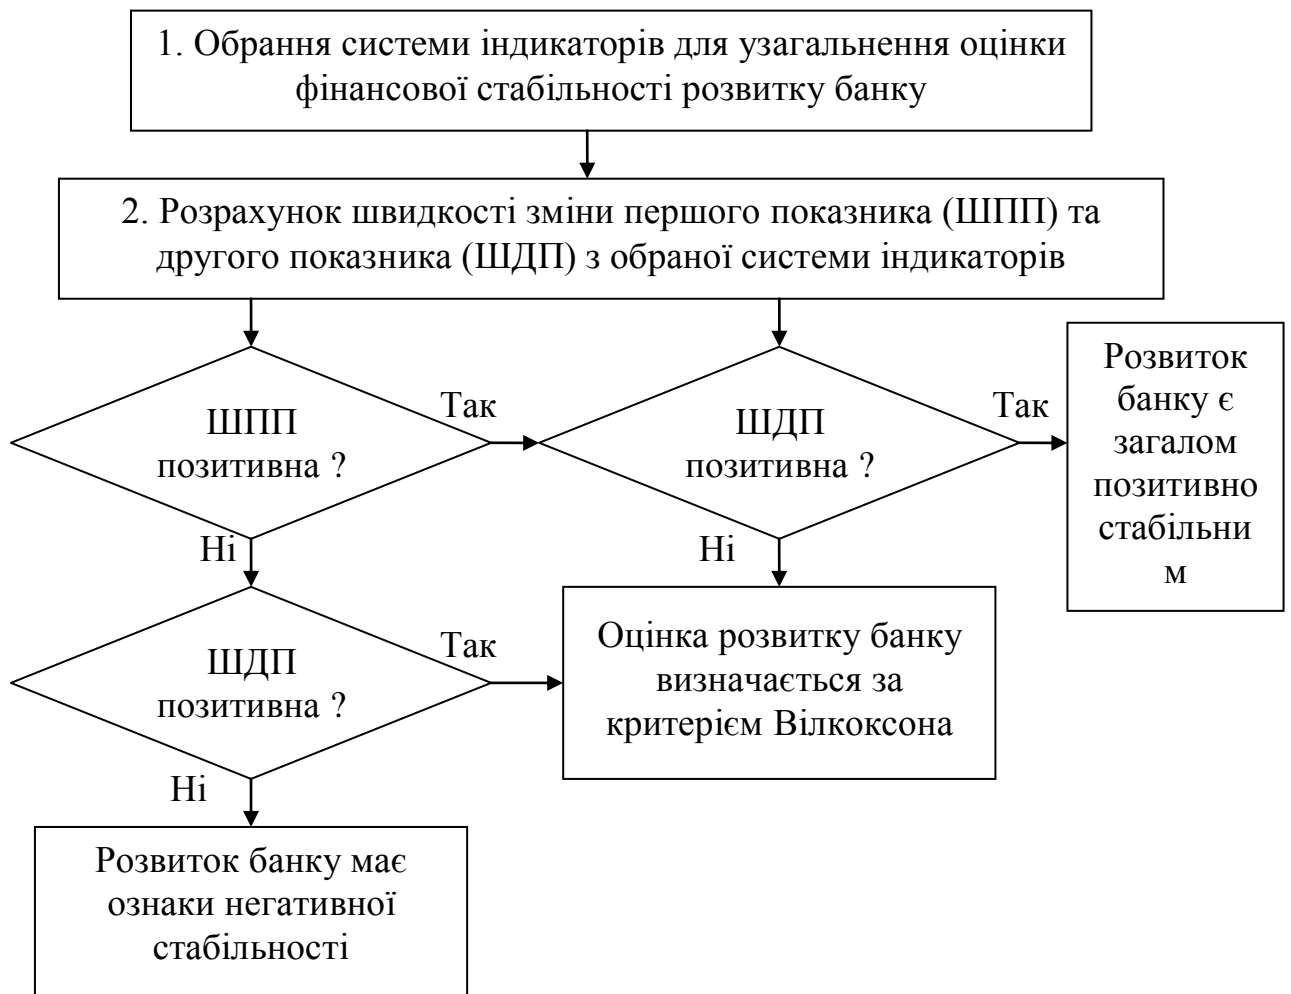 1. Обрання системи індикаторів для узагальнення оцінки
фінансової стабільності розвитку банку
2. Розрахунок швидкості зміни першого показника (ШПП) та
другого показника (ШДП) з обраної системи індикаторів
ШПП
позитивна ?
Так
ШДП
позитивна ?
Так
Розвиток
банку є
загалом
позитивно
стабільни
м
Ні
Ні
ШДП
позитивна ?
Так
Оцінка розвитку банку
визначається за
критерієм Вілкоксона
Ні
Розвиток банку має
ознаки негативної
стабільності